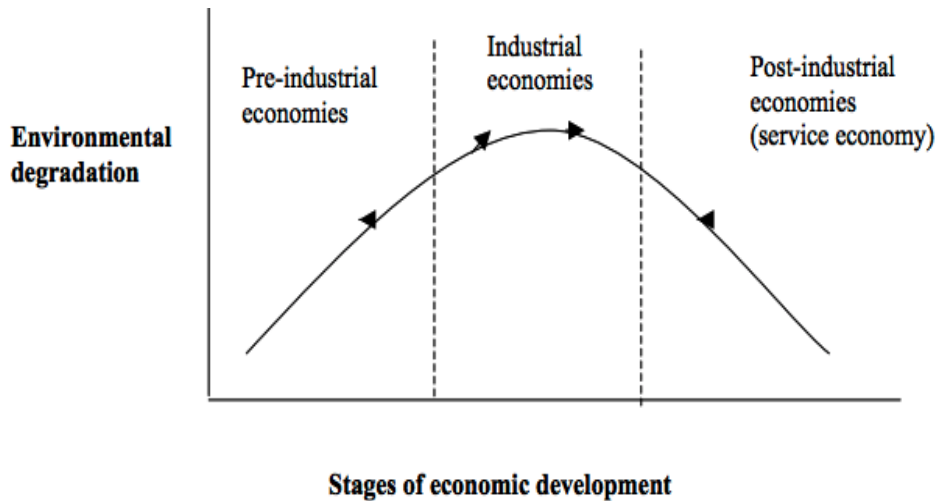 Pre-industrial
economies
Industrial
economies
Post-industrial
economies
(service economy)
Environmental
degradation
Stages of economic development